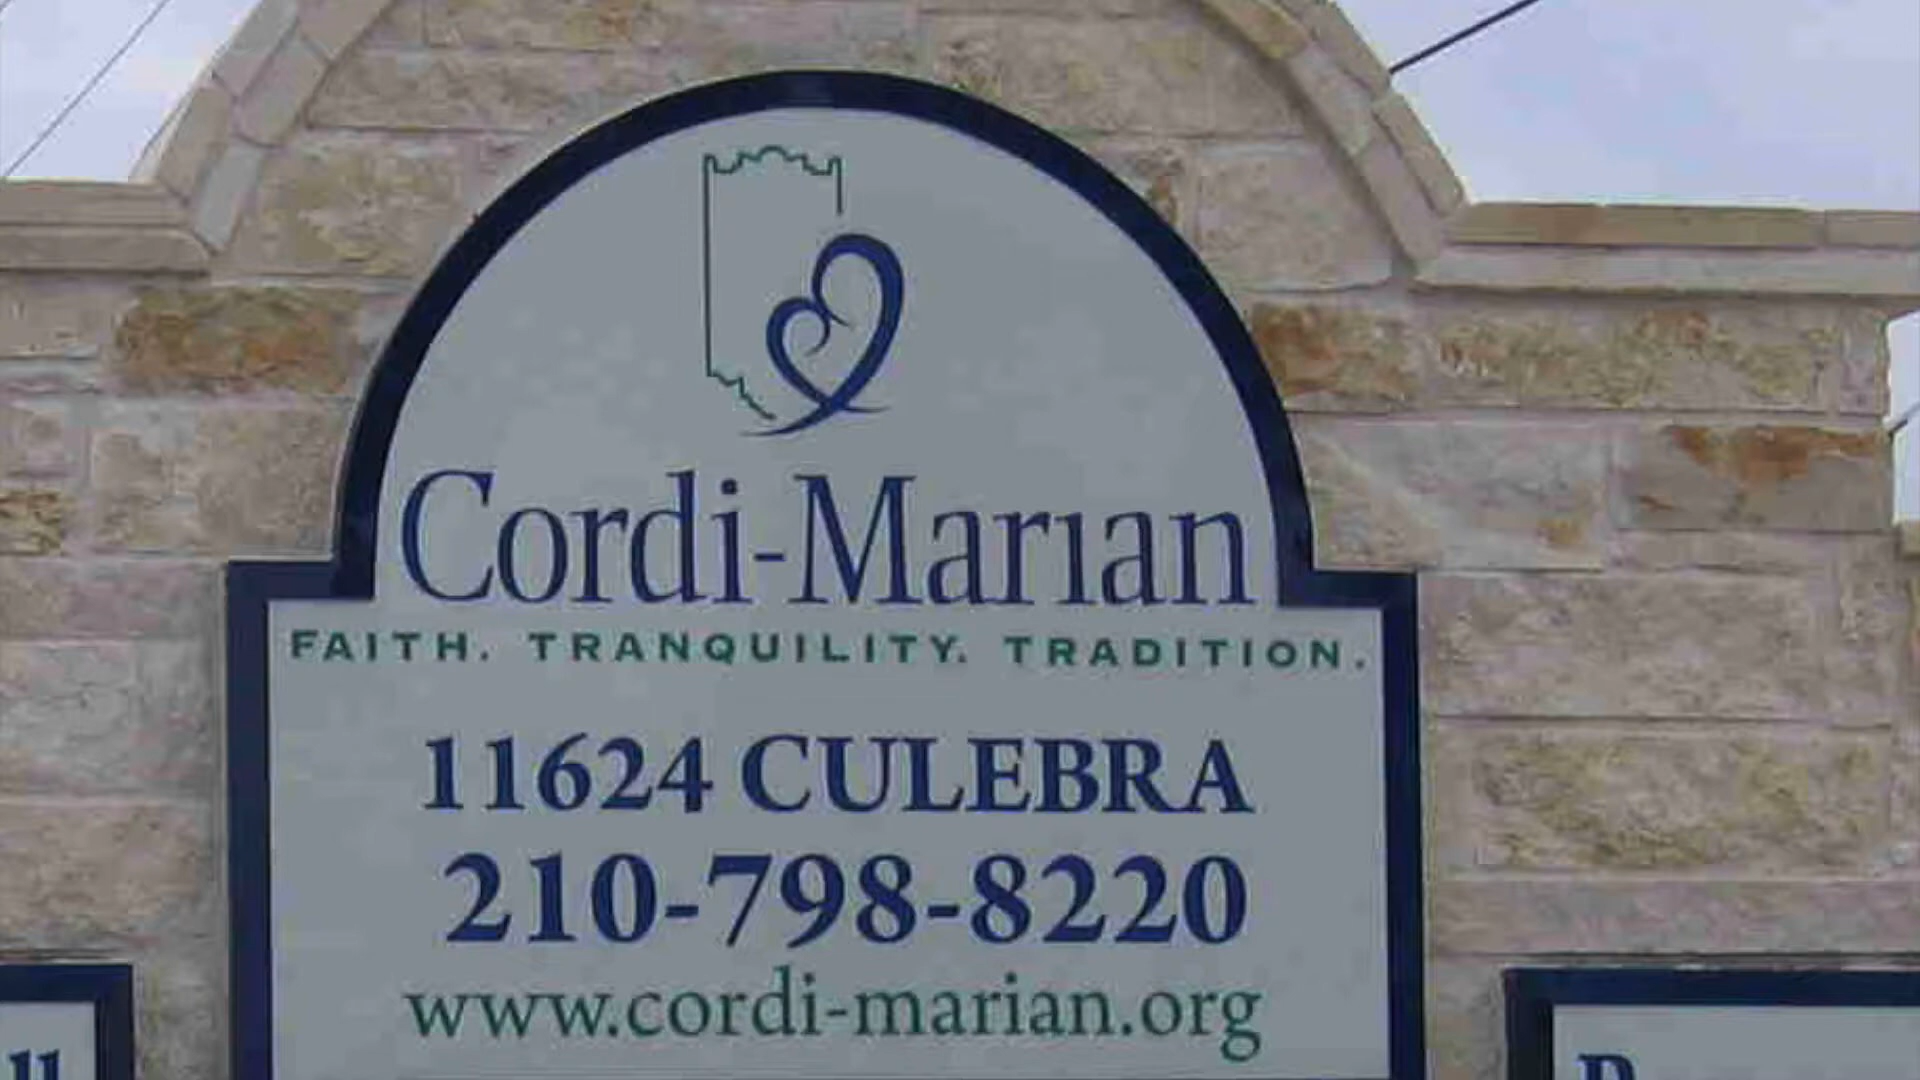 Cordi-Marian
FAITH. TRANQUILITY. TRADITION.
11624 CULEBRA
210-798-8220
www.cordi-marian.org